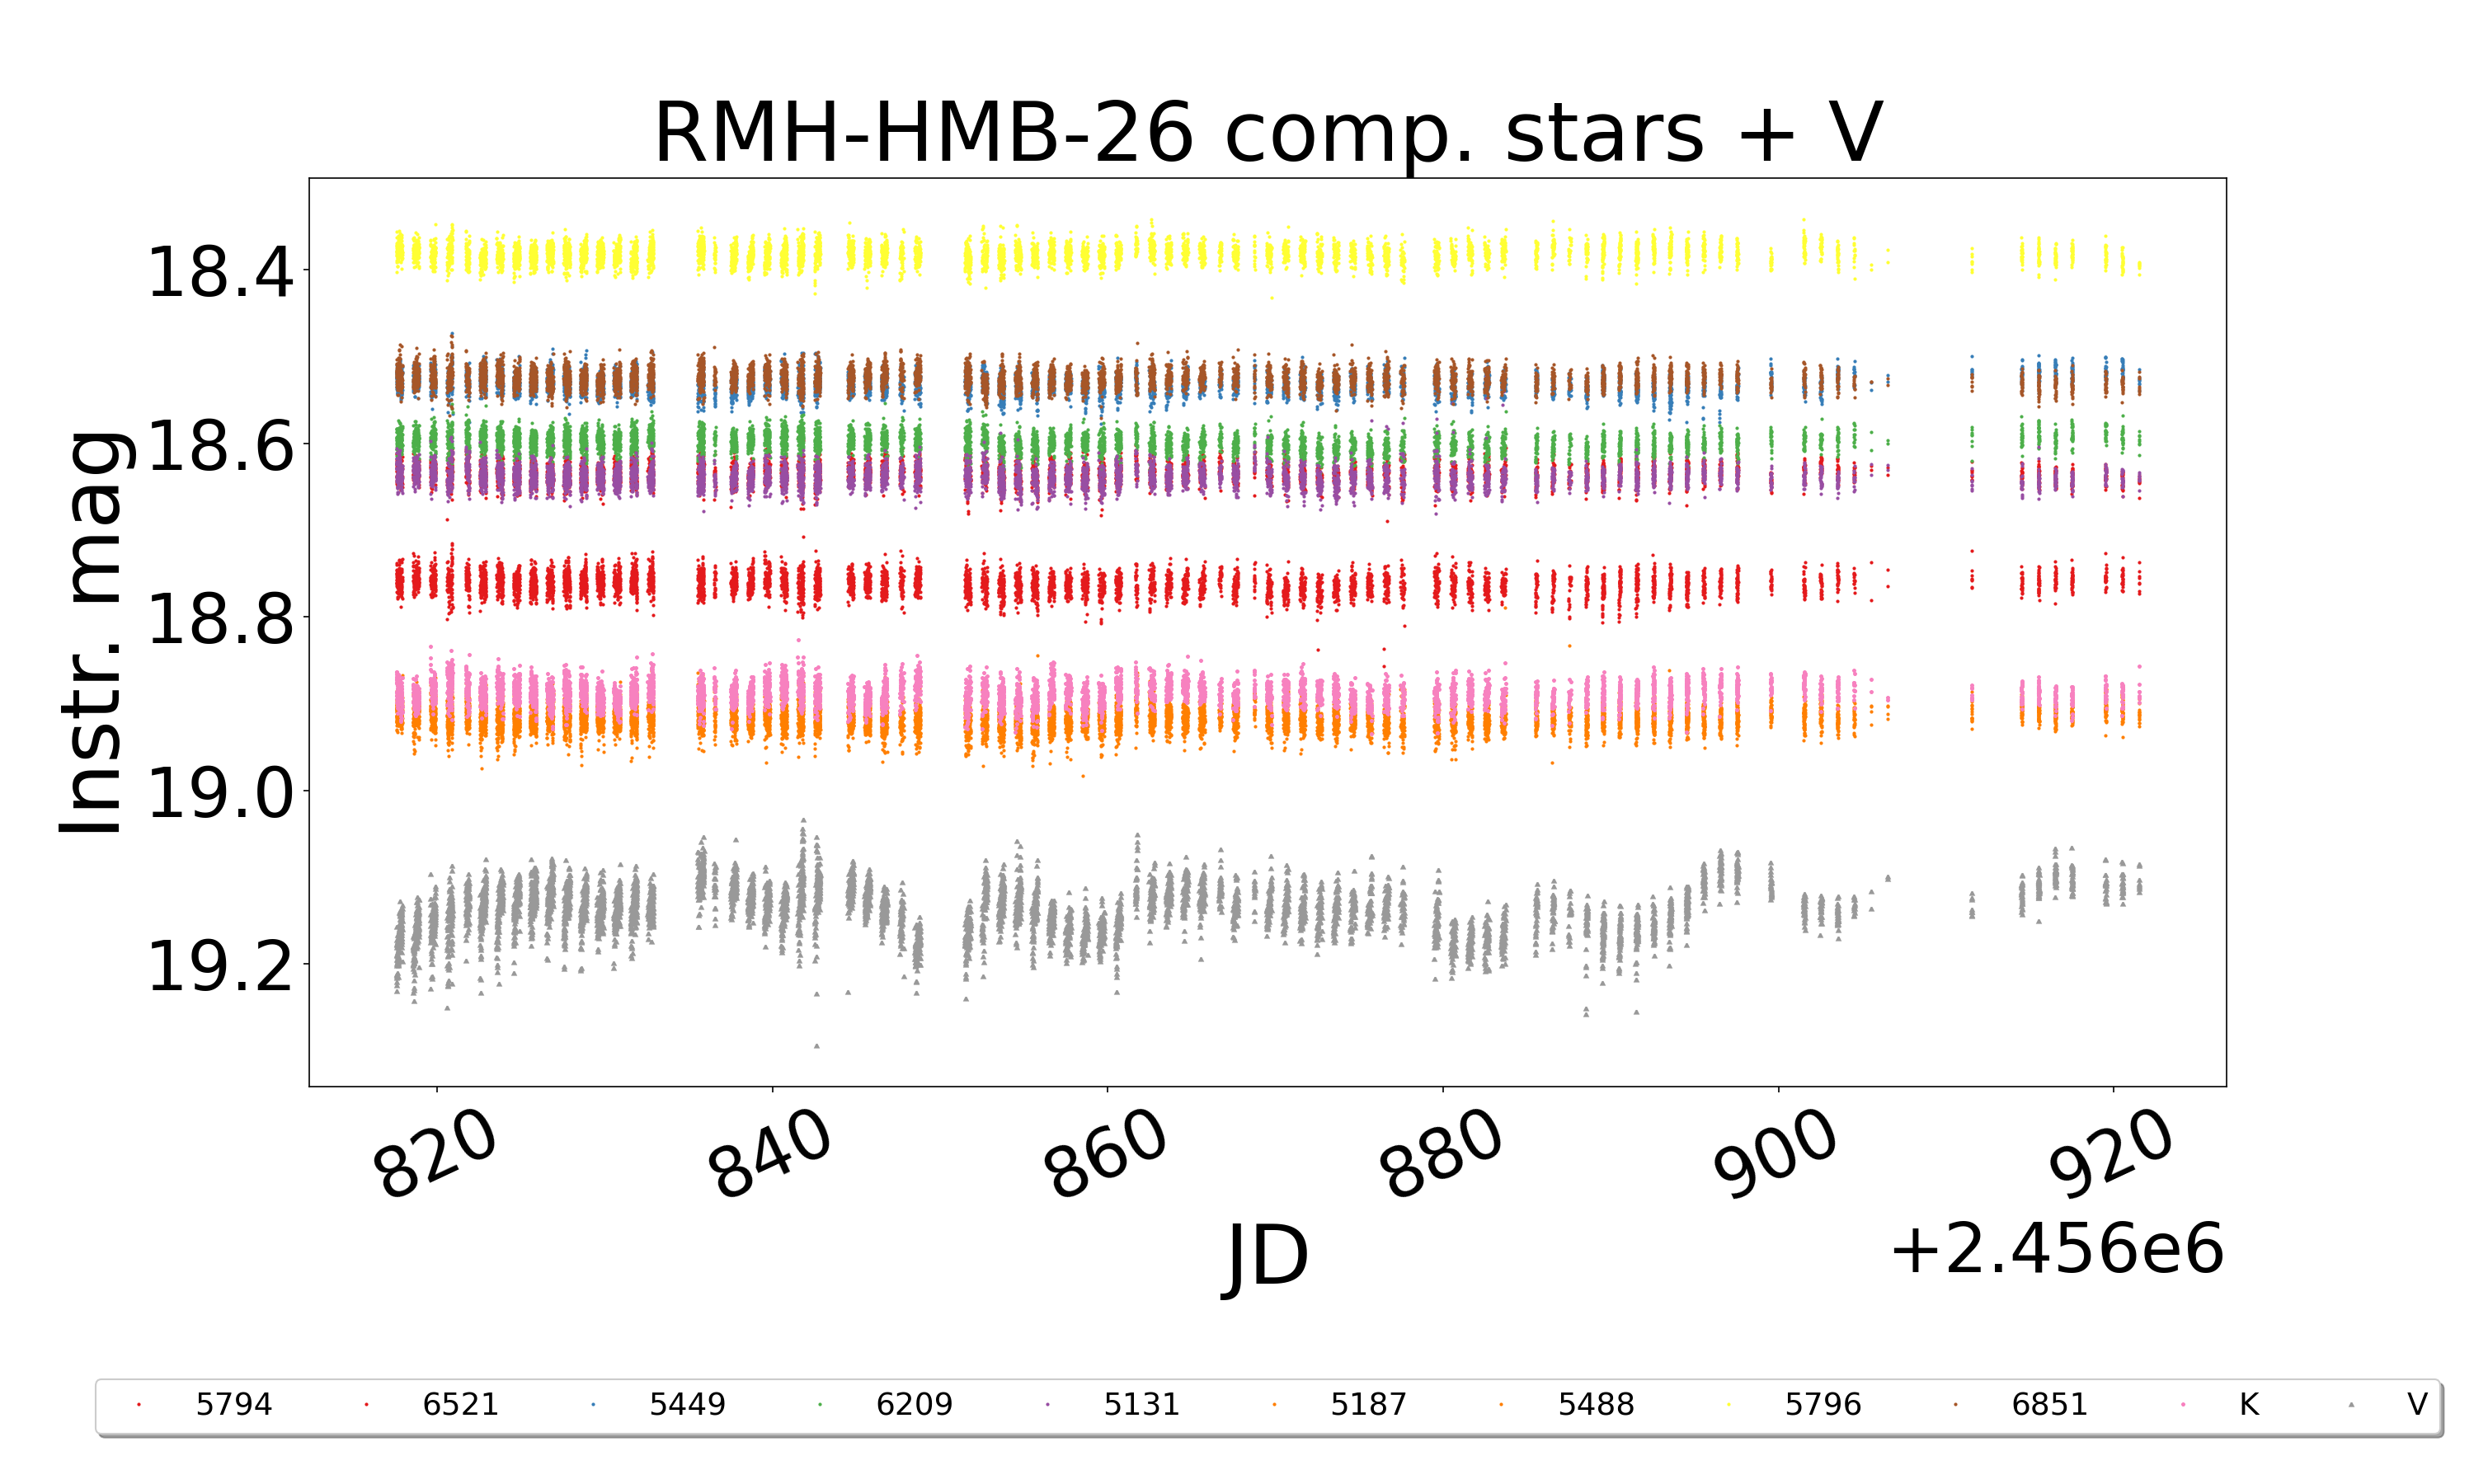 RMH-HMB-26 comp. stars + V
Instr. mag
18.4
18.6
18.8
19.0
19.2
820 840 860 880 900 920
JD
+2.456e6
5794 6521 5449 6209 5131 5187 5488 5796 6851 K V